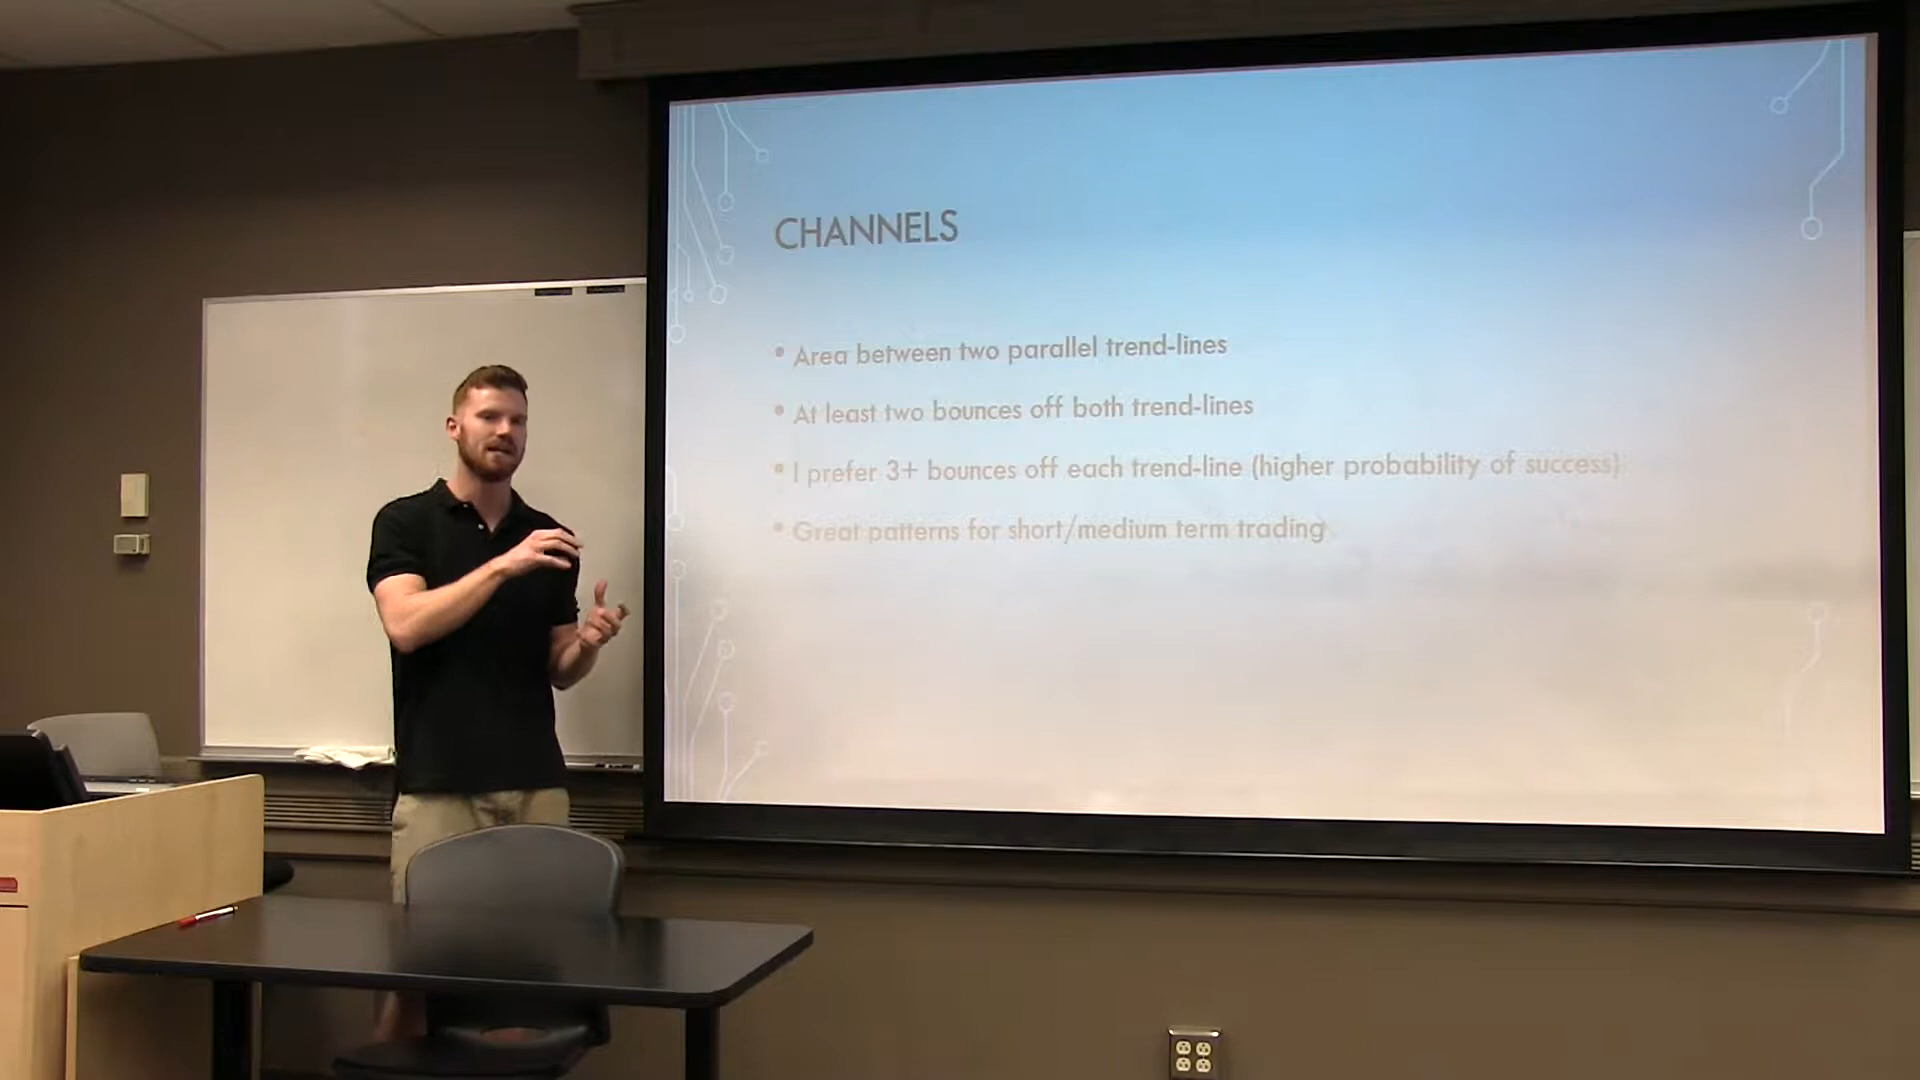 CHANNELS
• Area between two parallel trend-lines
• At least two bounces off both trend-lines
• I prefer 3+ bounces off each trend-line (higher probability of success)
• Great patterns for short/medium term trading